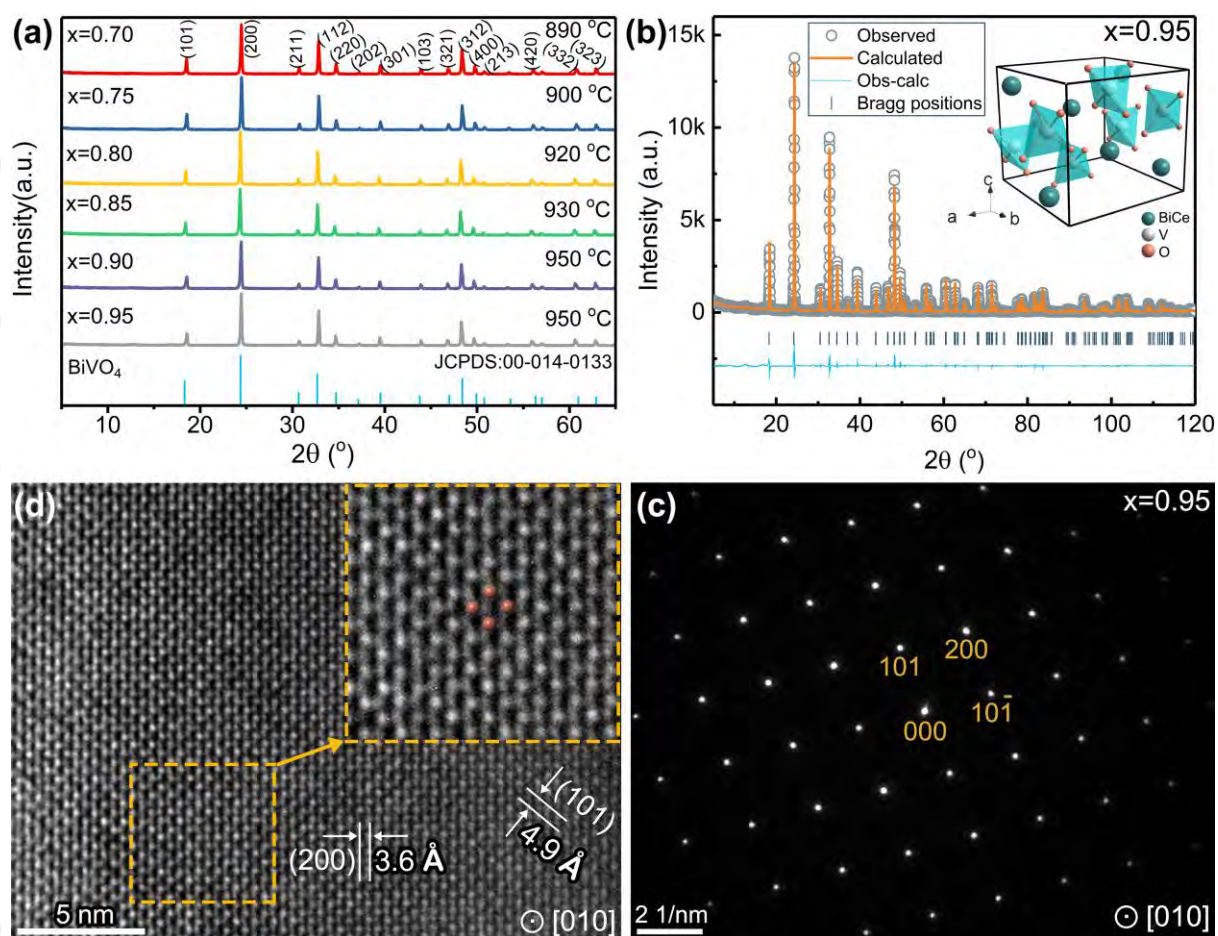 (a)
x=0.70
890 °C
(101)
(200)
(211)
(112)
(220)
(202)
(301)
(103)
(321)
(312)
(400)
(213)
(420)
(332)
(323)
x=0.75
900 °C
x=0.80
920 °C
x=0.85
930 °C
x=0.90
950 °C
x=0.95
950 °C
BiVO₄
JCPDS:00-014-0133
Intensity(a.u.)
10 20 30 40 50 60
2θ (°)
(b)
x=0.95
15k
10k
5k
0
Intensity (a.u.)
Observed
Calculated
Obs-calc
Bragg positions
c
a
b
BiCe
V
O
20 40 60 80 100 120
2θ (°)
(d)
(101)
4.9 Å
(200)
3.6 Å
5 nm
⊙ [010]
(c)
x=0.95
101
200
000
101̄
2 1/nm
⊙ [010]